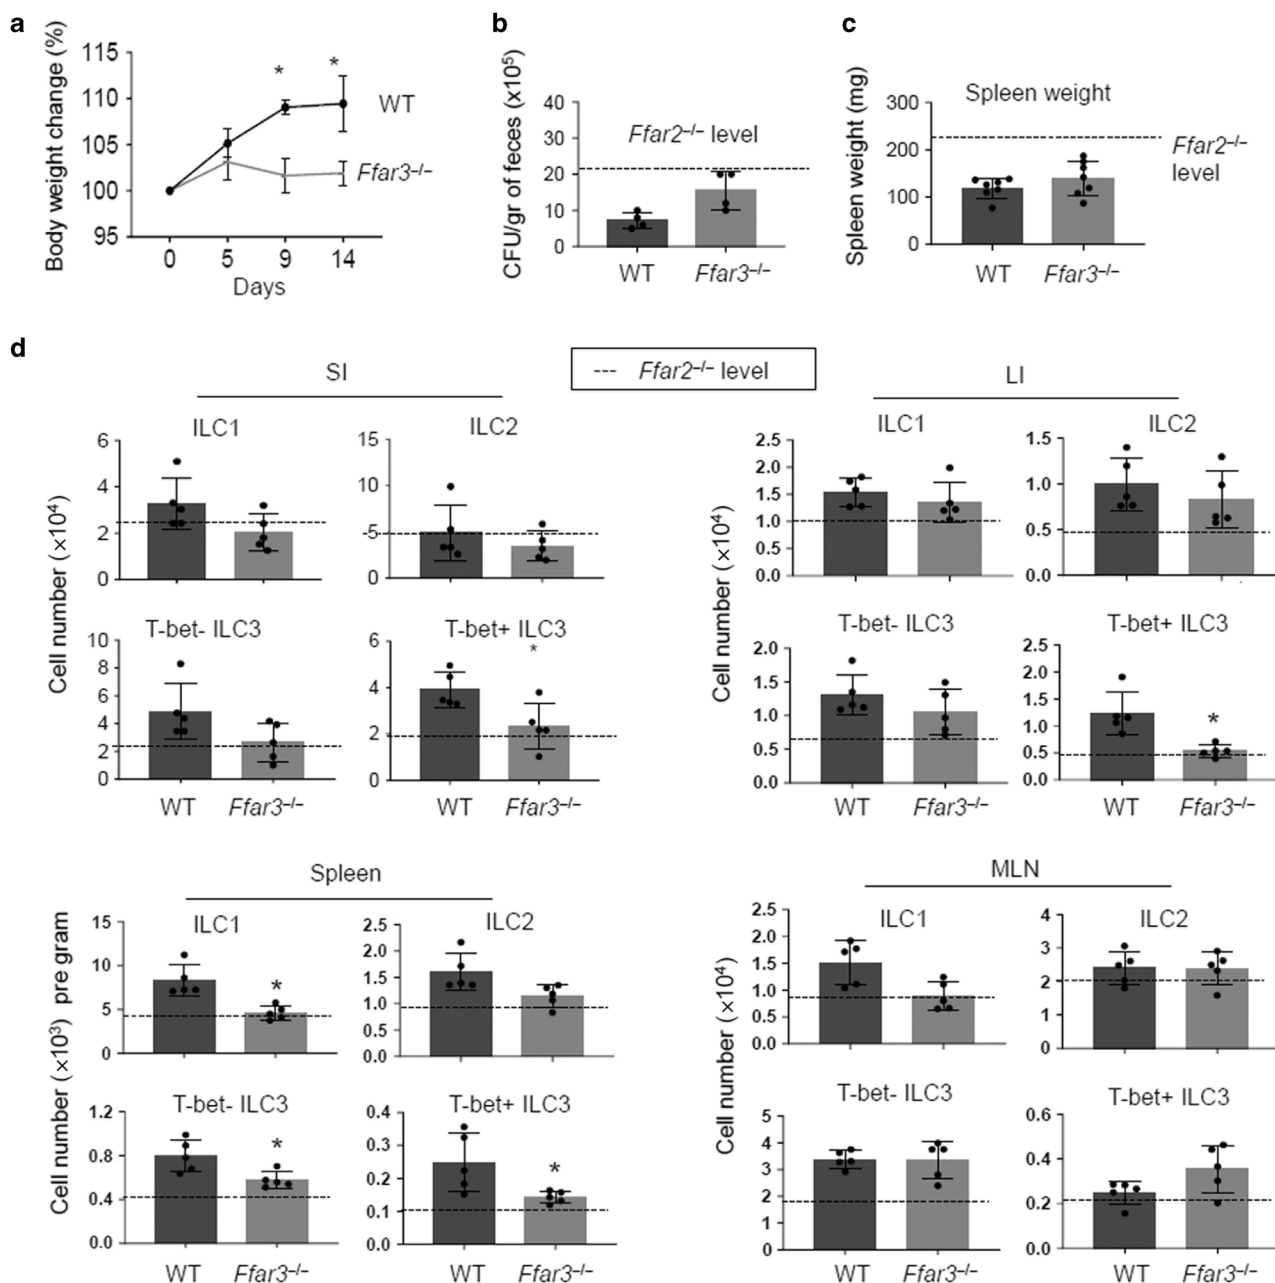 a
Body weight change (%)
115
110
105
100
95
*
*
WT
Ffar3–/–
0
5
9
14
Days
b
CFU/gr of feces (x10⁵)
40
30
20
10
0
Ffar2–/– level
WT
Ffar3–/–
c
Spleen weight (mg)
Spleen weight
300
200
100
0
Ffar2–/–
level
WT
Ffar3–/–
d
--- Ffar2–/– level
SI
Cell number (×10⁴)
ILC1
6
4
2
0
ILC2
15
10
5
0
T-bet- ILC3
10
8
6
4
2
0
WT
Ffar3–/–
T-bet+ ILC3
6
4
2
0
*
WT
Ffar3–/–
LI
Cell number (×10⁴)
ILC1
2.5
2.0
1.5
1.0
0.5
0.0
ILC2
1.5
1.0
0.5
0.0
T-bet- ILC3
2.0
1.5
1.0
0.5
0.0
WT
Ffar3–/–
T-bet+ ILC3
2.5
2.0
1.5
1.0
0.5
0.0
*
WT
Ffar3–/–
Spleen
Cell number (×10³) pre gram
ILC1
15
10
5
0
*
ILC2
2.5
2.0
1.5
1.0
0.5
0.0
T-bet- ILC3
1.2
0.8
0.4
0.0
*
WT
Ffar3–/–
T-bet+ ILC3
0.4
0.3
0.2
0.1
0.0
*
WT
Ffar3–/–
MLN
Cell number (×10⁴)
ILC1
2.5
2.0
1.5
1.0
0.5
0.0
ILC2
4
3
2
1
0
T-bet- ILC3
5
4
3
2
1
0
WT
Ffar3–/–
T-bet+ ILC3
0.6
0.4
0.2
0.0
WT
Ffar3–/–